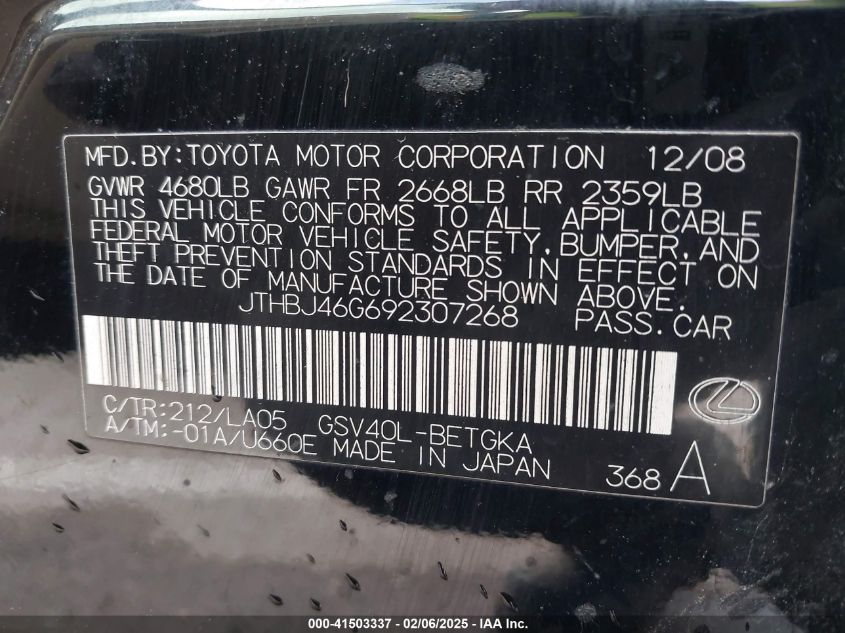 MFD.BY:TOYOTA MOTOR CORPORATION 12/08
GVWR 4680LB GAWR FR 2668LB RR 2359LB
THIS VEHICLE CONFORMS TO ALL APPLICABLE
FEDERAL MOTOR VEHICLE SAFETY,BUMPER,AND
THEFT PREVENTION STANDARDS IN EFFECT ON
THE DATE OF MANUFACTURE SHOWN ABOVE.
JTHBJ46G692307268 PASS.CAR
C/TR:212/LA05 GSV40L-BETGKA
A/TM:-01A/U660E MADE IN JAPAN
368 A
000-41503337 - 02/06/2025 - IAAI.COM